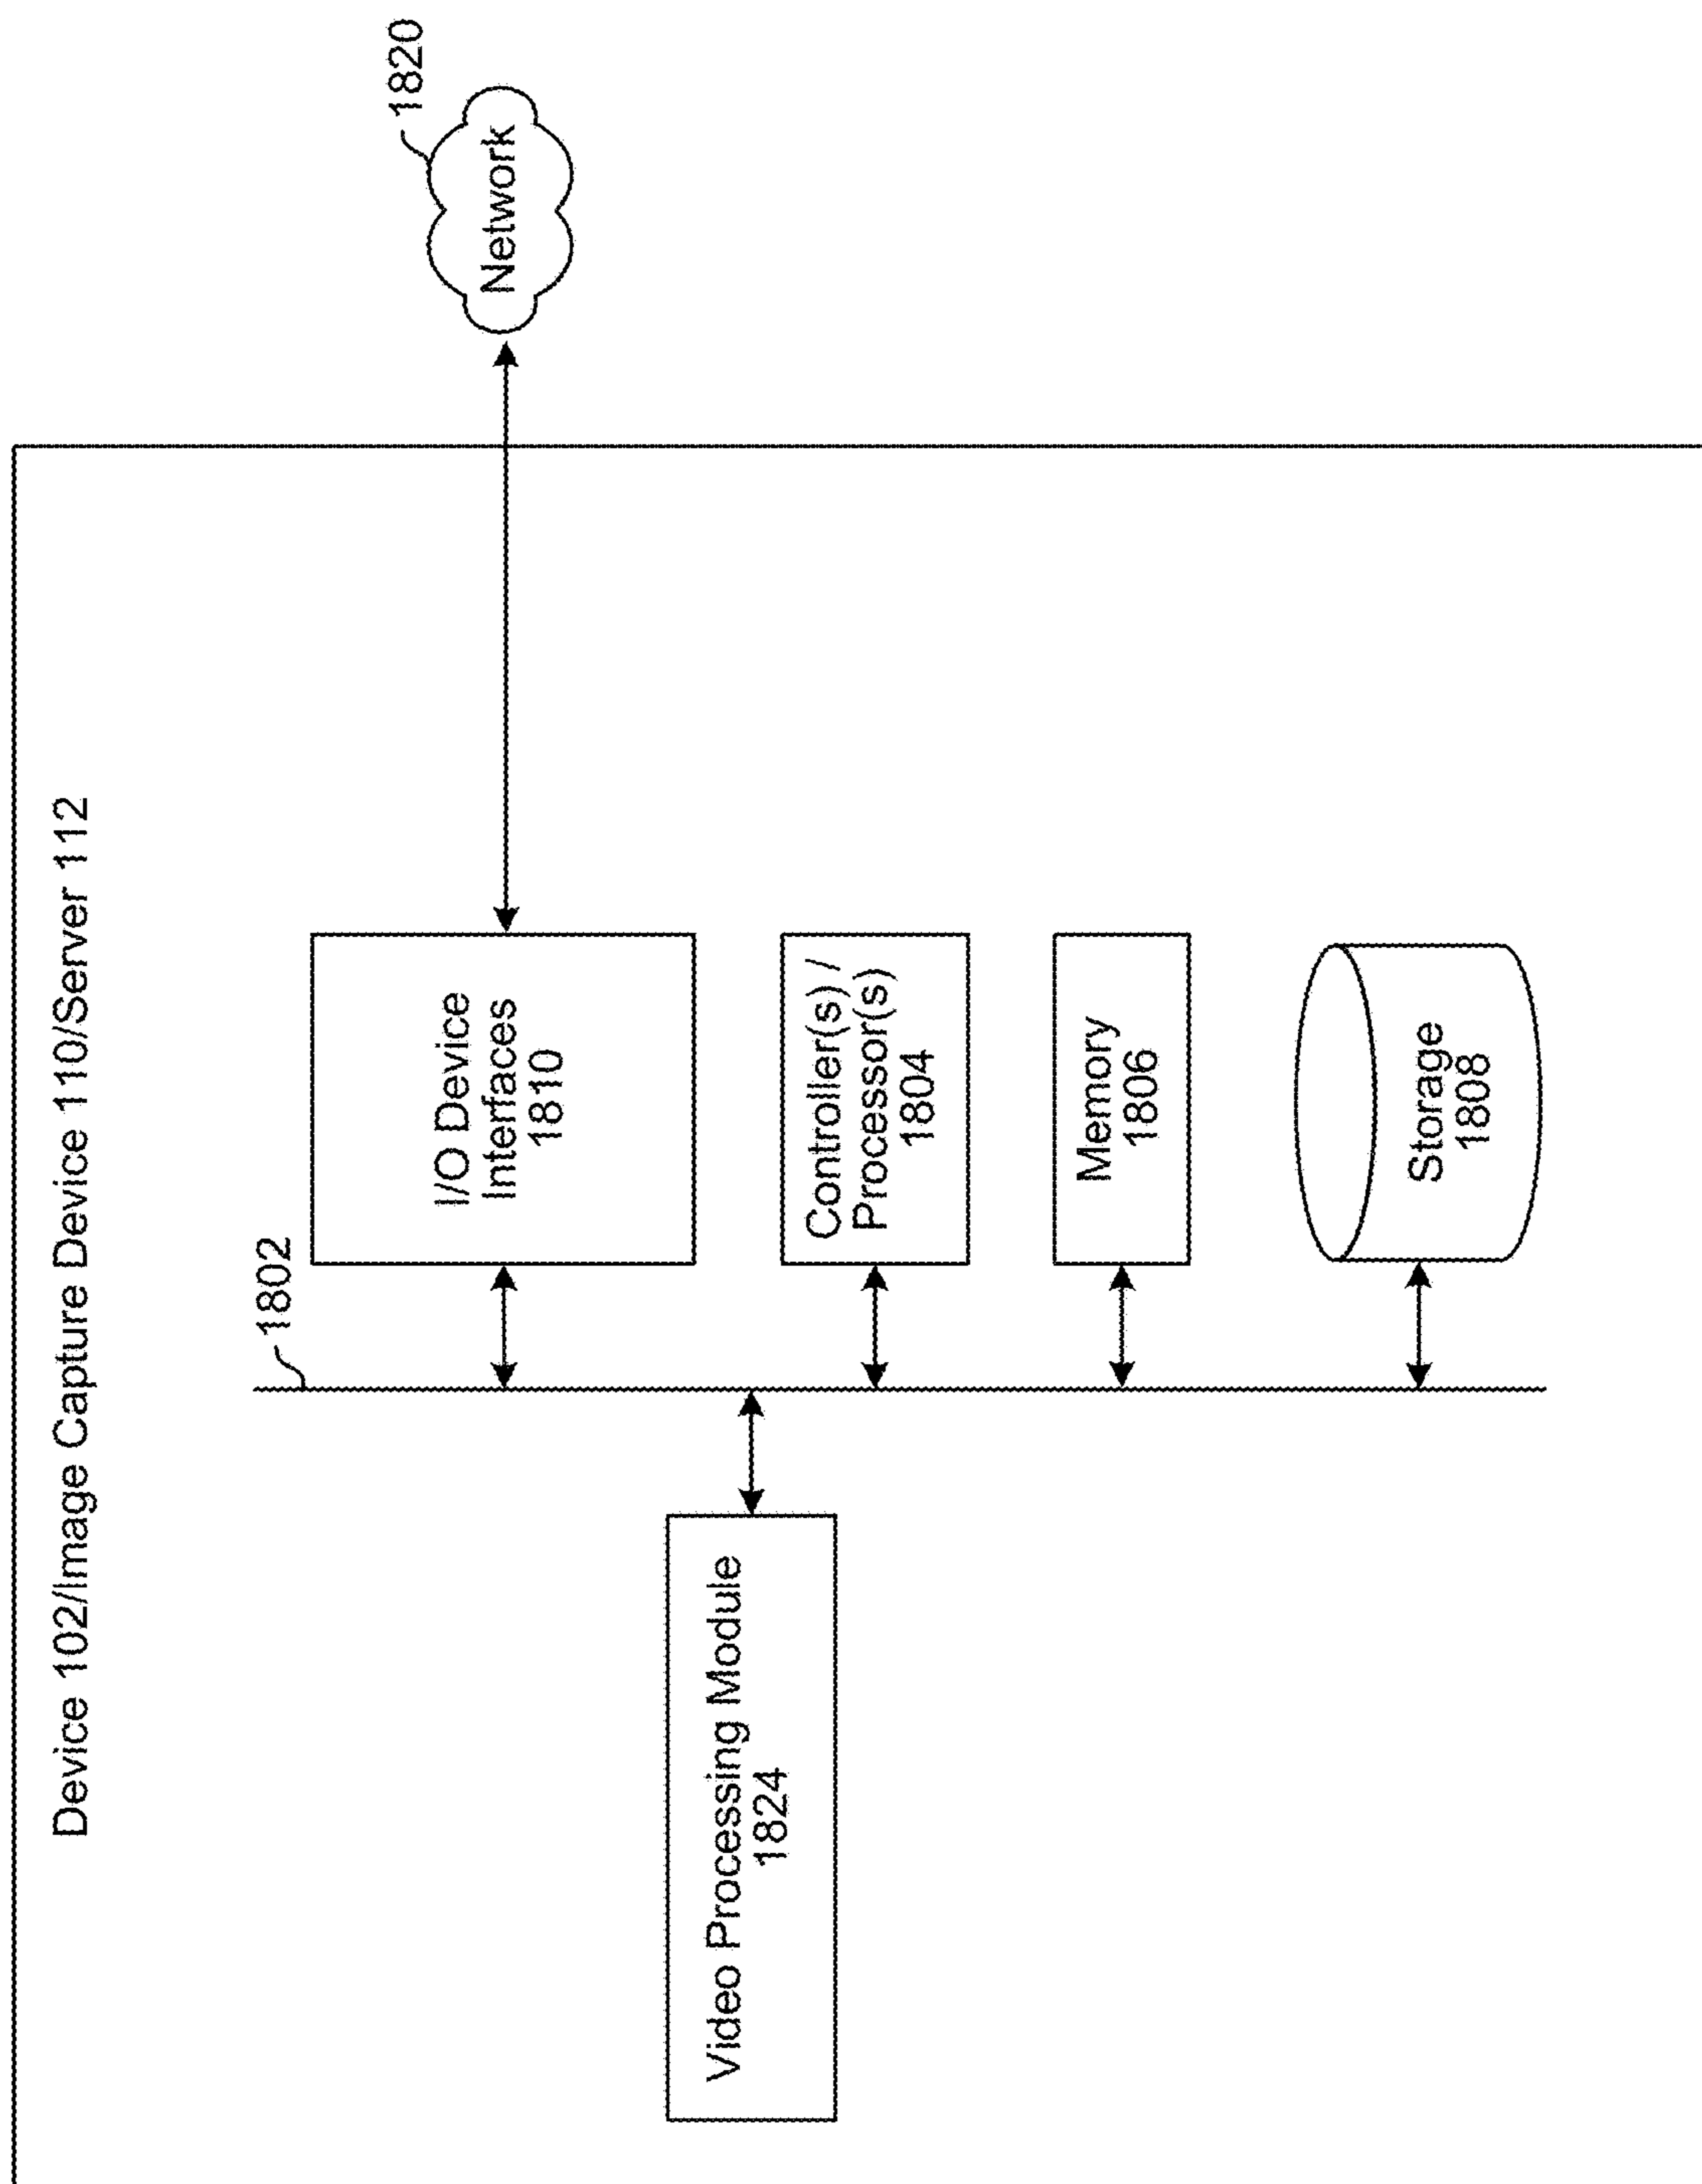 Device 102/Image Capture Device 110/Server 112
1802
I/O Device
Interfaces
1810
1820
Network
Video Processing Module
1824
Controller(s) /
Processor(s)
1804
Memory
1806
Storage
1808